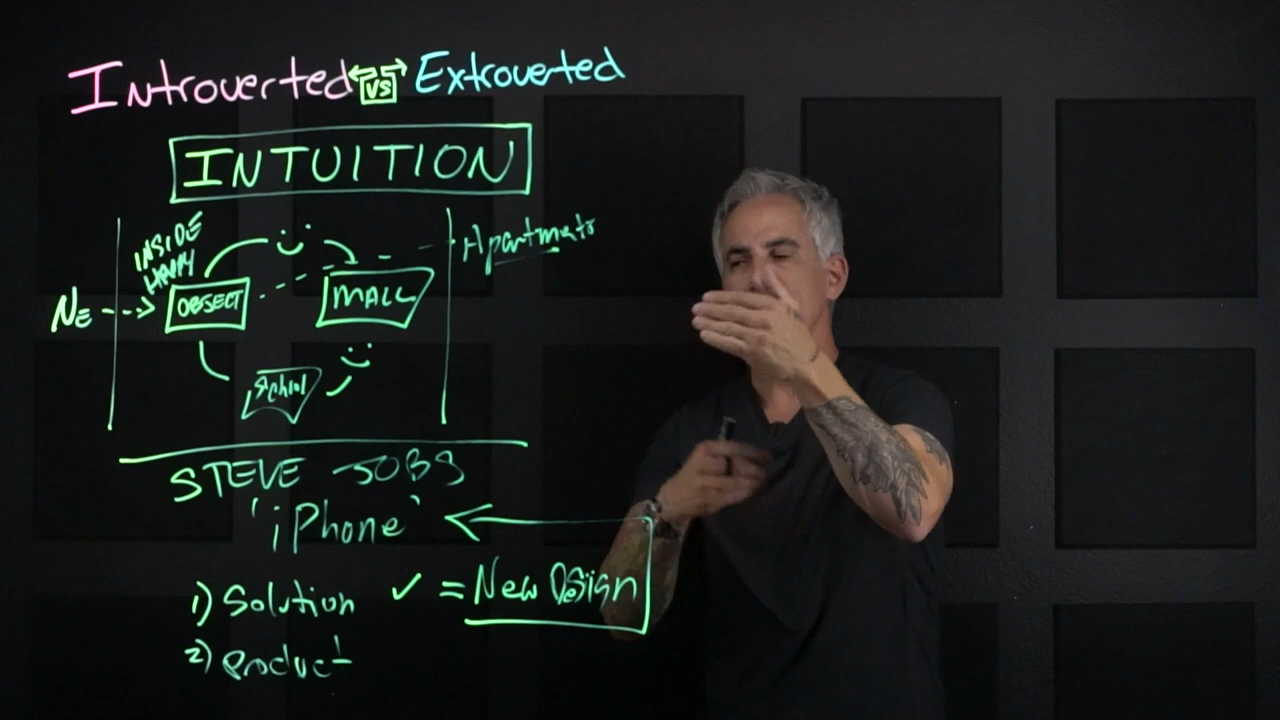 Introverted vs Extroverted
INTUITION
INSIDE
HAPPY
Apartments
NE
OBJECT
MALL
School
STEVE JOBS
'iPhone'
1) Solution ✓ = New Design
2) product